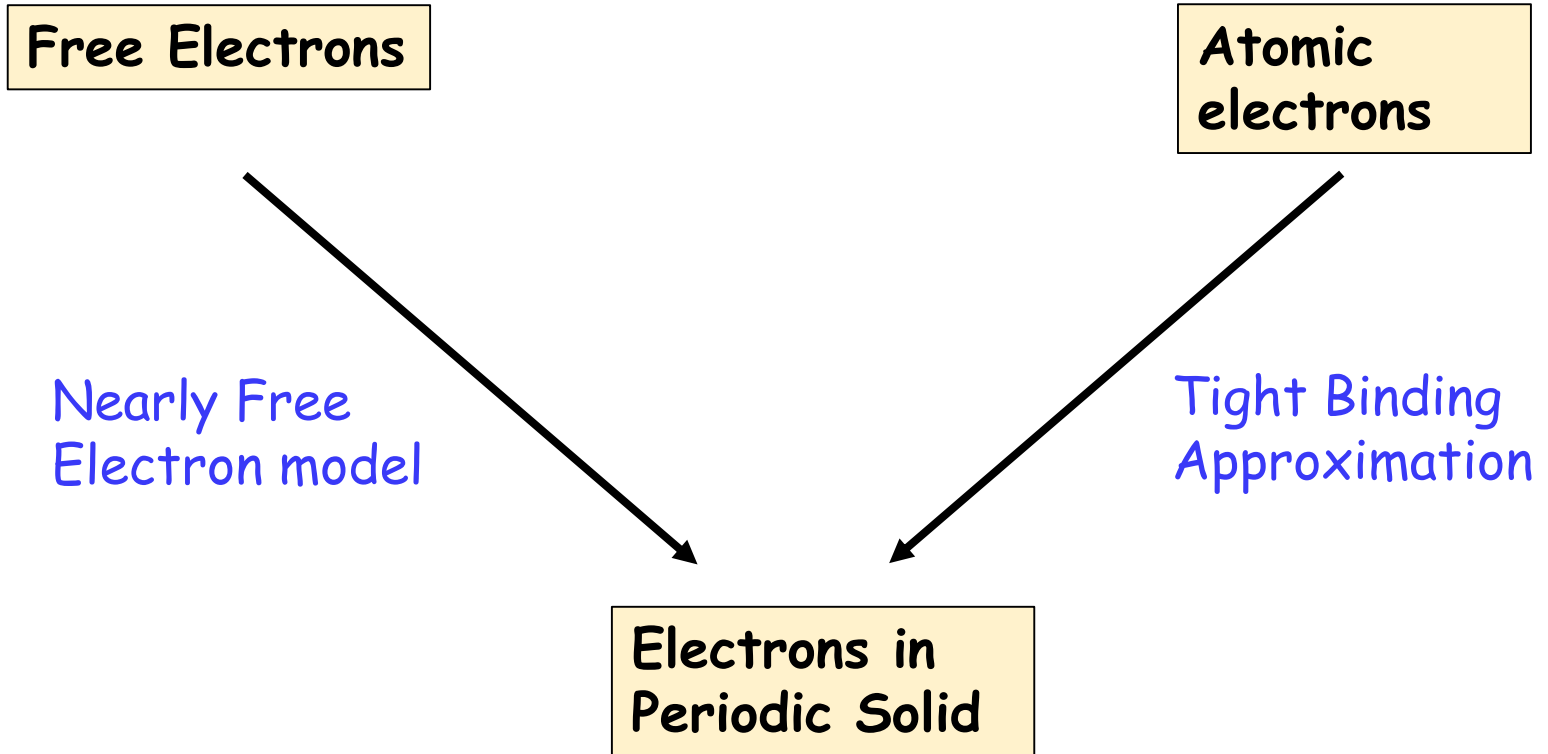 Free Electrons
Atomic
electrons
Nearly Free
Electron model
Tight Binding
Approximation
Electrons in
Periodic Solid